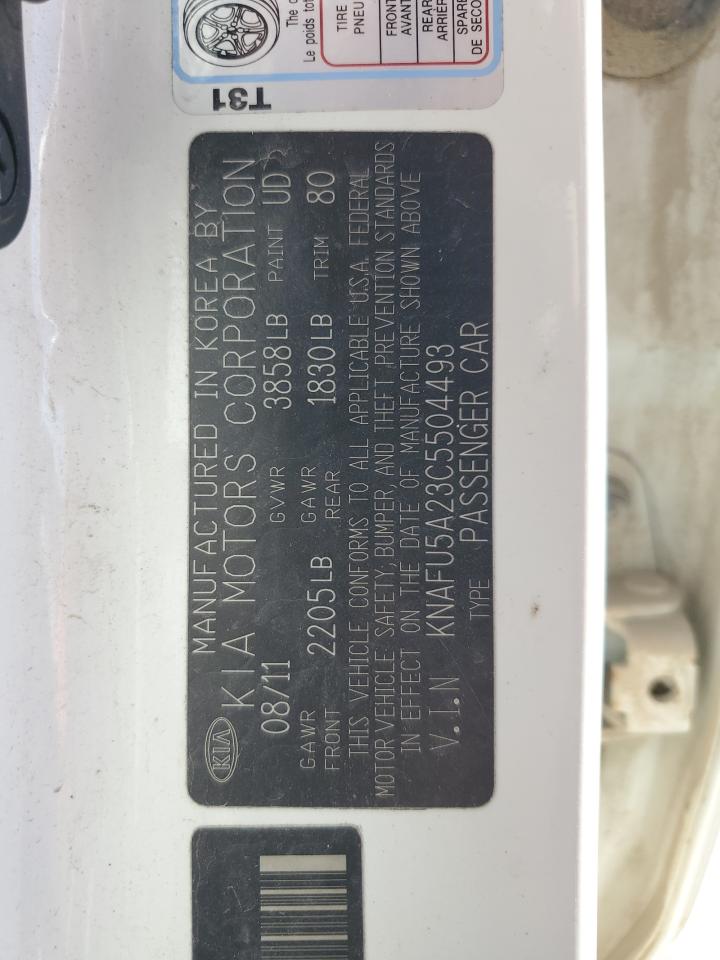 MANUFACTURED IN KOREA BY
KIA KIA MOTORS CORPORATION
08/11 GVWR 3858LB PAINT UD
GAWR FRONT 2205LB GAWR REAR 1830LB TRIM 80
THIS VEHICLE CONFORMS TO ALL APPLICABLE U.S.A. FEDERAL
MOTOR VEHICLE SAFETY, BUMPER, AND THEFT PREVENTION STANDARDS
IN EFFECT ON THE DATE OF MANUFACTURE SHOWN ABOVE
V.I.N KNAFU5A23C5504493
TYPE PASSENGER CAR
The c
Le poids tot
TIRE
PNEU
FRONT
AVANT
REAR
ARRIER
SPARE
DE SECO
T31